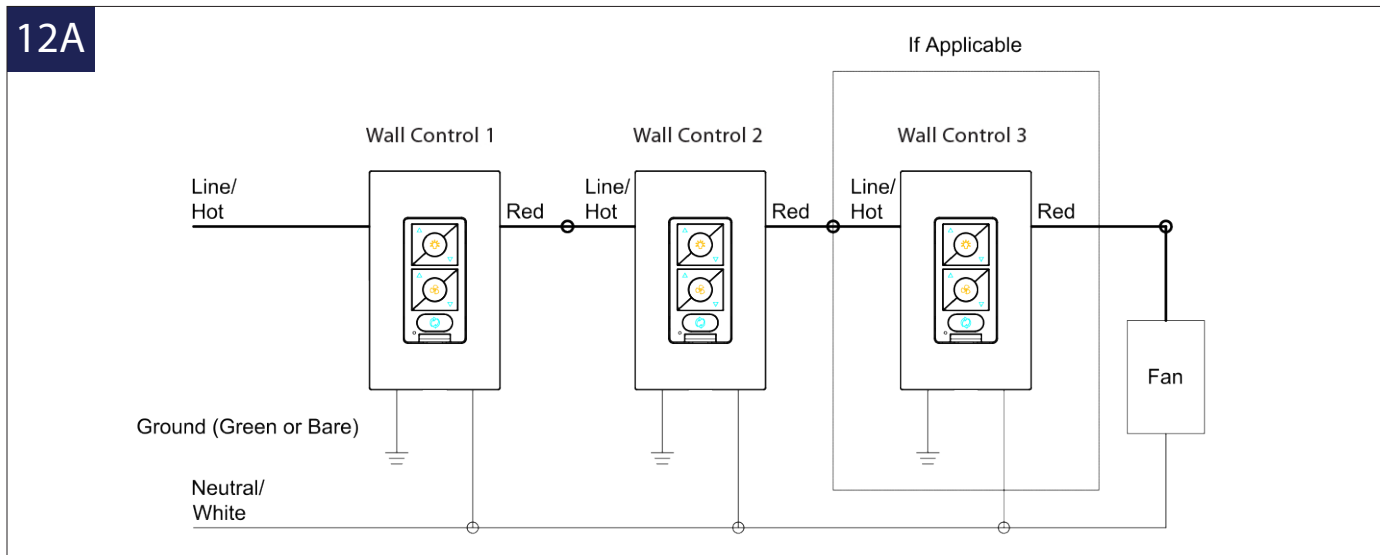 12A
If Applicable
Wall Control 1
Wall Control 2
Wall Control 3
Line/
Hot
Red
Line/
Hot
Red
Line/
Hot
Red
Fan
Ground (Green or Bare)
Neutral/
White